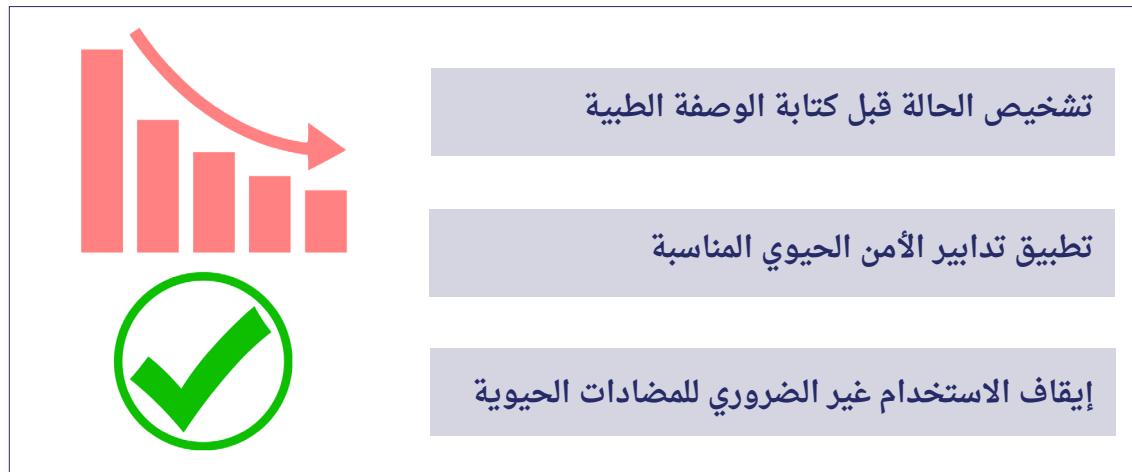 تشخيص الحالة قبل كتابة الوصفة الطبية
تطبيق تدابير الأمن الحيوي المناسبة
إيقاف الاستخدام غير الضروري للمضادات الحيوية